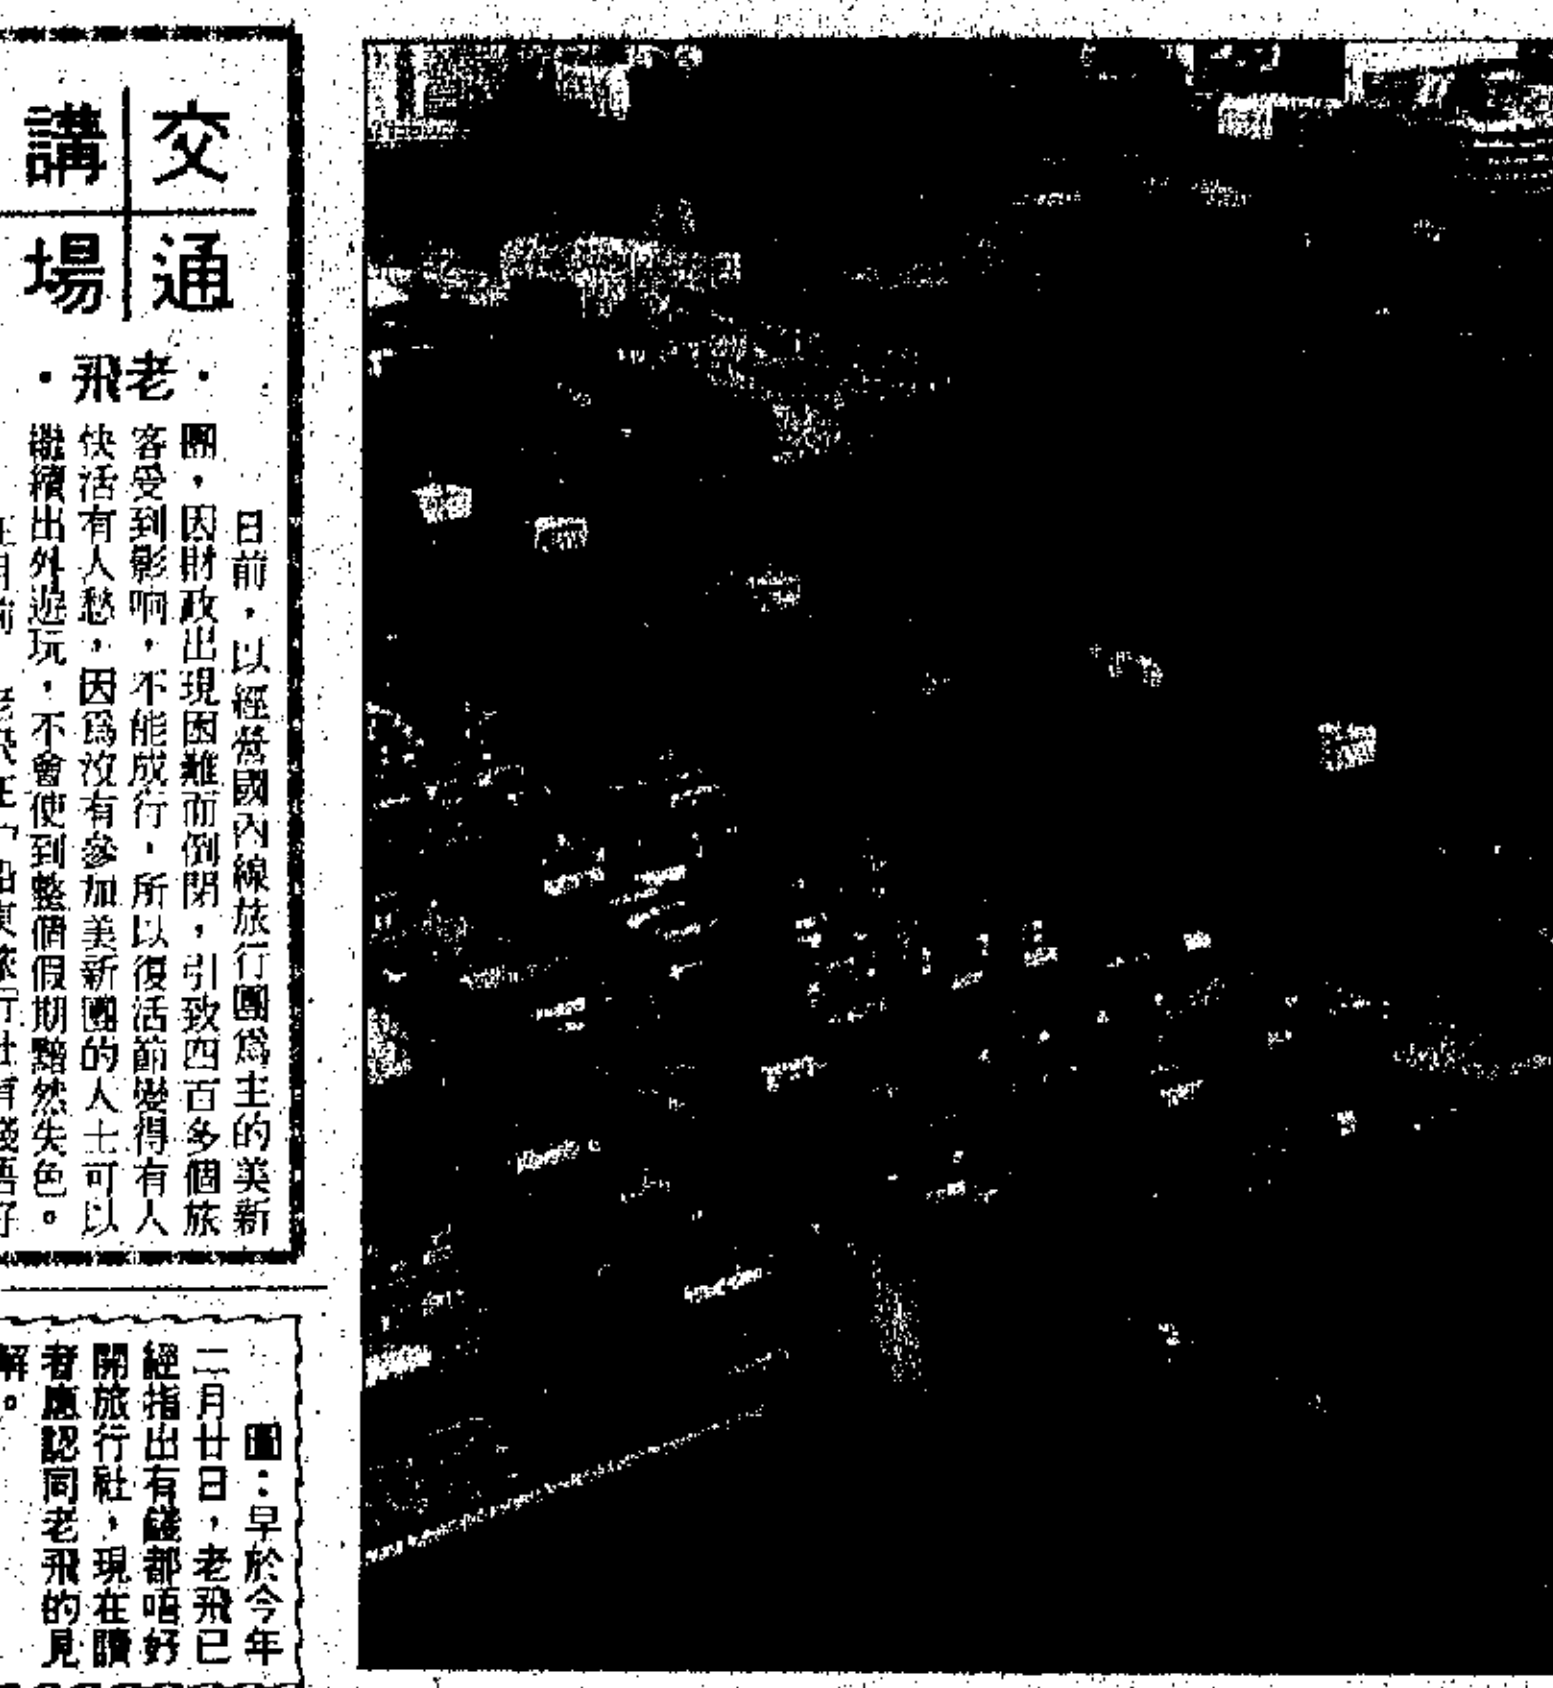 交通
講場
·老飛·
日前，以經營國內線旅行團為主的美新
團，因財政出現困難而倒閉，引致四百多個旅
客受到影响，不能成行，所以復活節變得有人
快活有人愁，因爲沒有參加美新團的人士可以
繼續出外遊玩，不會使到整個假期黯然失色。
圖：早於今年
二月廿日，老飛已
經指出有錢都唔好
開旅行社，現在讀
者應認同老飛的見
解。